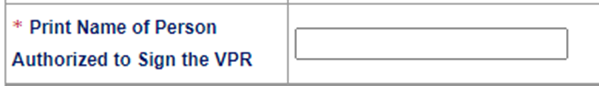 * Print Name of Person
Authorized to Sign the VPR